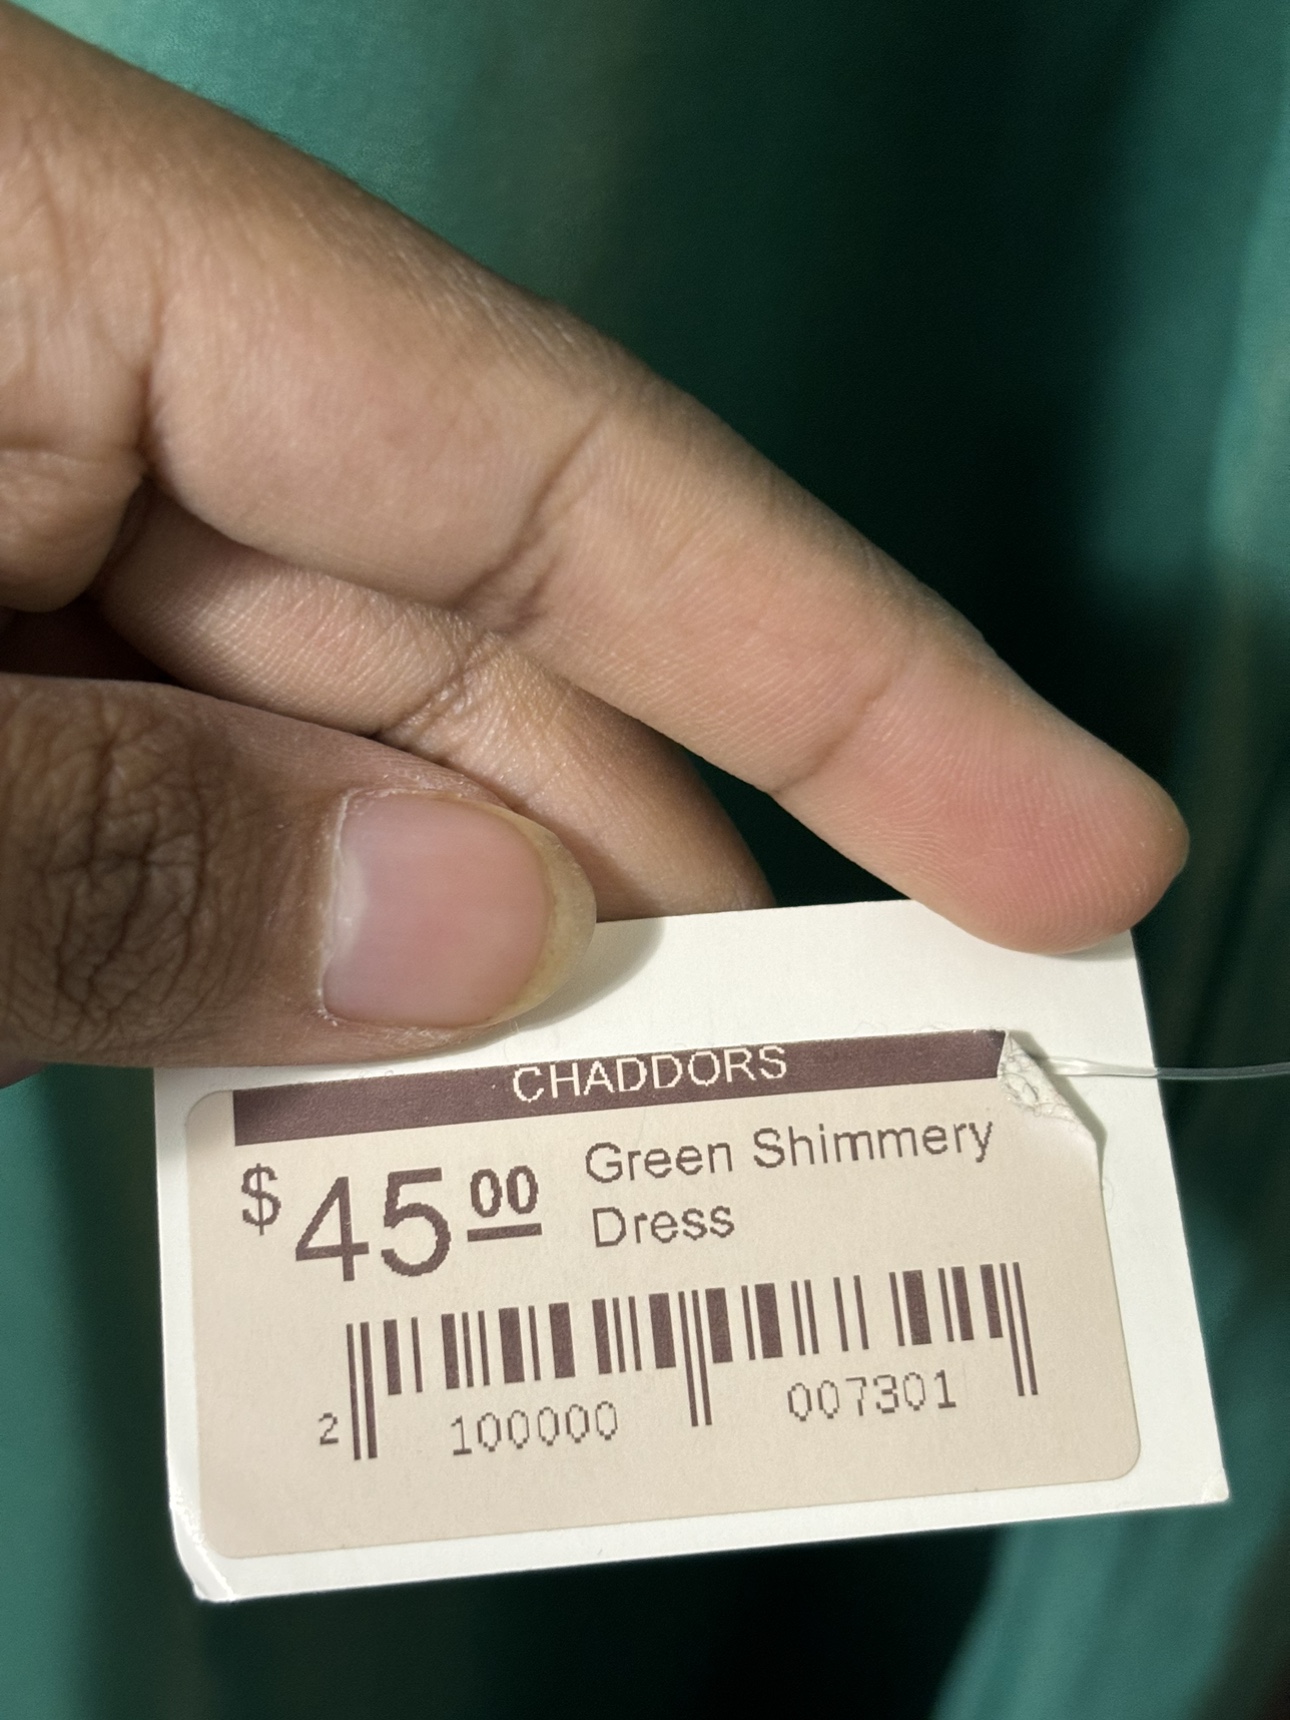 CHADDORS
$45.00 Green Shimmery
Dress
2 100000 007301